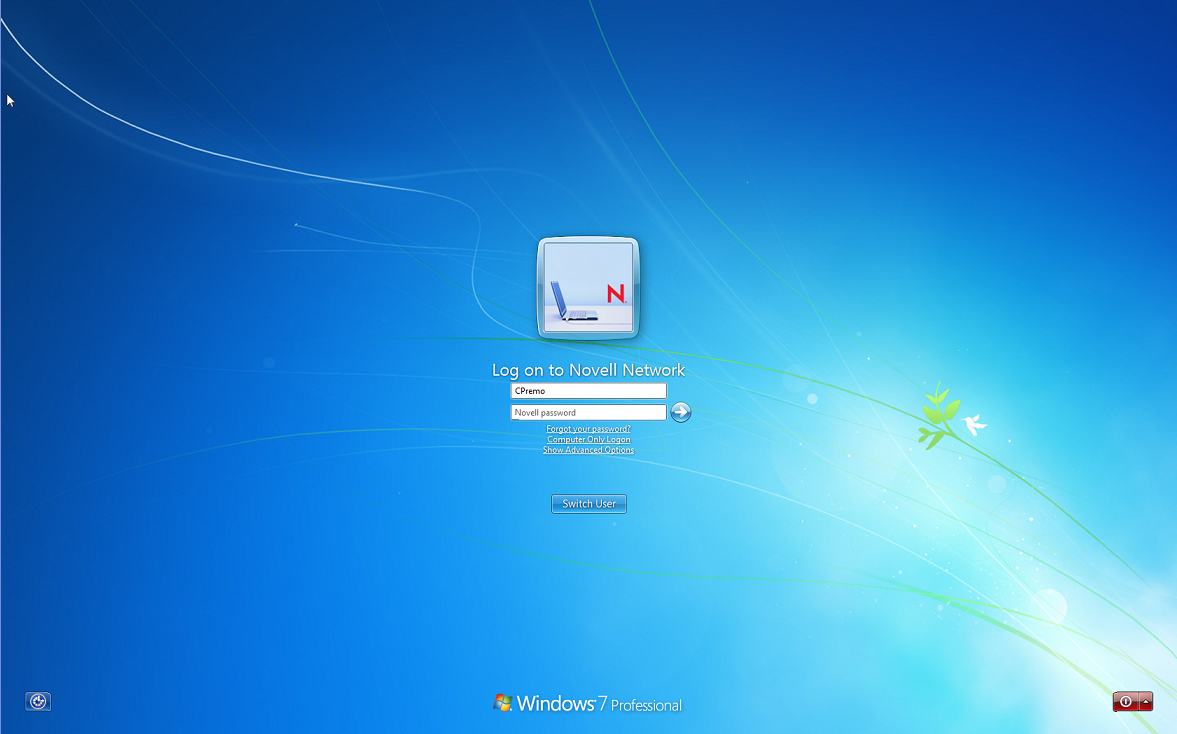 N
Log on to Novell Network
CPremo
Novell password
Forgot your password?
Computer Only Logon
Show Advanced Options
Switch User
Windows 7 Professional